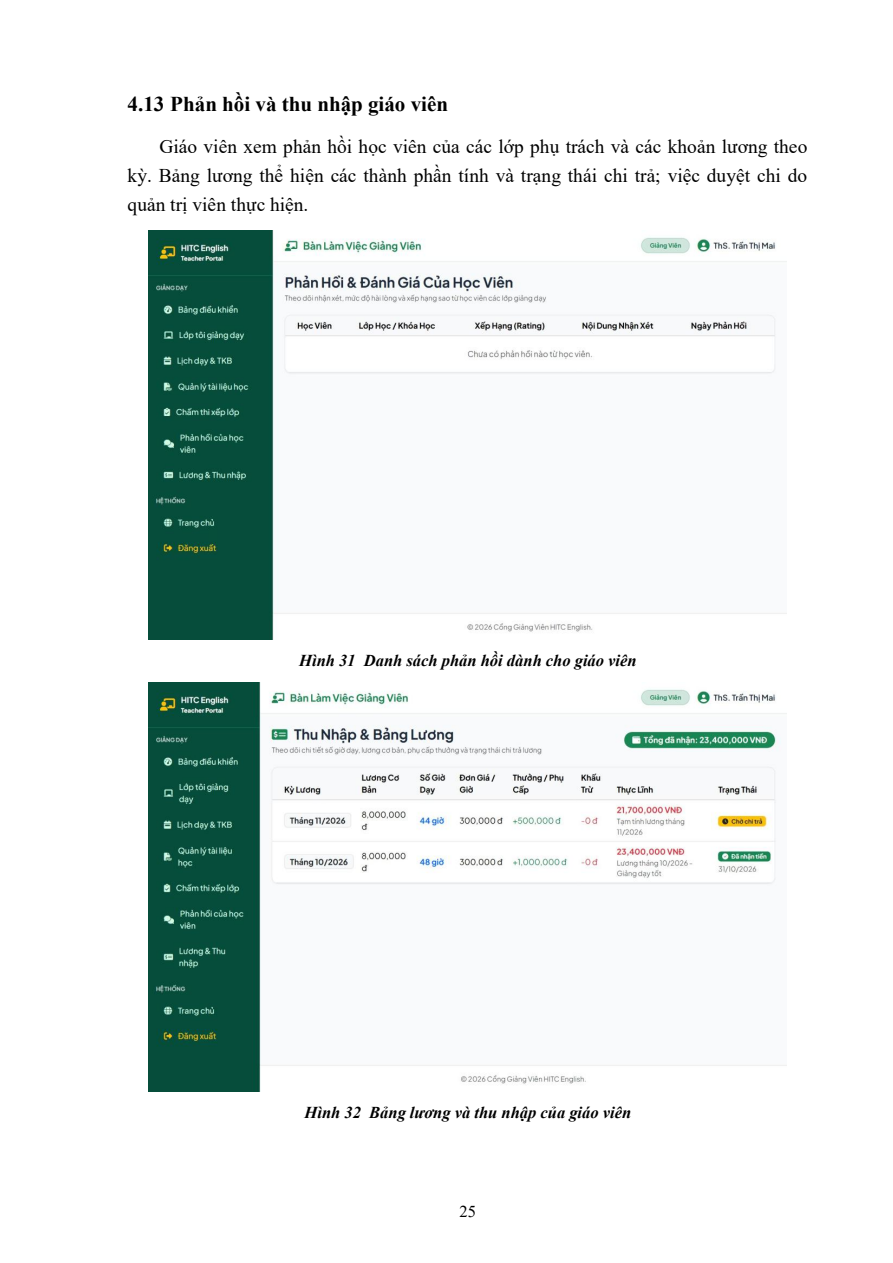 4.13 Phản hồi và thu nhập giáo viên
Giáo viên xem phản hồi học viên của các lớp phụ trách và các khoản lương theo
kỳ. Bảng lương thể hiện các thành phần tính và trạng thái chi trả; việc duyệt chi do
quản trị viên thực hiện.
HITC English
Teacher Portal
GIẢNG DẠY
Bảng điều khiển
Lớp tôi giảng dạy
Lịch dạy & TKB
Quản lý tài liệu học
Chấm thi xếp lớp
Phản hồi của học
viên
Lương & Thu nhập
HỆ THỐNG
Trang chủ
Đăng xuất
Bàn Làm Việc Giảng Viên
Giảng Viên
ThS. Trần Thị Mai
Phản Hồi & Đánh Giá Của Học Viên
Theo dõi nhận xét, mức độ hài lòng và xếp hạng sao từ học viên các lớp giảng dạy
Học Viên Lớp Học / Khóa Học Xếp Hạng (Rating) Nội Dung Nhận Xét Ngày Phản Hồi
Chưa có phản hồi nào từ học viên.
© 2026 Cổng Giảng Viên HITC English.
Hình 31 Danh sách phản hồi dành cho giáo viên
HITC English
Teacher Portal
GIẢNG DẠY
Bảng điều khiển
Lớp tôi giảng
dạy
Lịch dạy & TKB
Quản lý tài liệu
học
Chấm thi xếp lớp
Phản hồi của học
viên
Lương & Thu
nhập
HỆ THỐNG
Trang chủ
Đăng xuất
Bàn Làm Việc Giảng Viên
Giảng Viên
ThS. Trần Thị Mai
Thu Nhập & Bảng Lương
Theo dõi chi tiết số giờ dạy, lương cơ bản, phụ cấp thưởng và trạng thái chi trả lương
Tổng đã nhận: 23,400,000 VNĐ
Kỳ Lương Lương Cơ Bản Số Giờ Dạy Đơn Giá / Giờ Thưởng / Phụ Cấp Khấu Trừ Thực Lĩnh Trạng Thái
Tháng 11/2026 8,000,000 đ 44 giờ 300,000 đ +500,000 đ -0 đ 21,700,000 VNĐ Chờ chi trả
Tạm tính lương tháng
11/2026
Tháng 10/2026 8,000,000 đ 48 giờ 300,000 đ +1,000,000 đ -0 đ 23,400,000 VNĐ Đã nhận tiền
Lương tháng 10/2026 - 31/10/2026
Giảng dạy tốt
© 2026 Cổng Giảng Viên HITC English.
Hình 32 Bảng lương và thu nhập của giáo viên
25